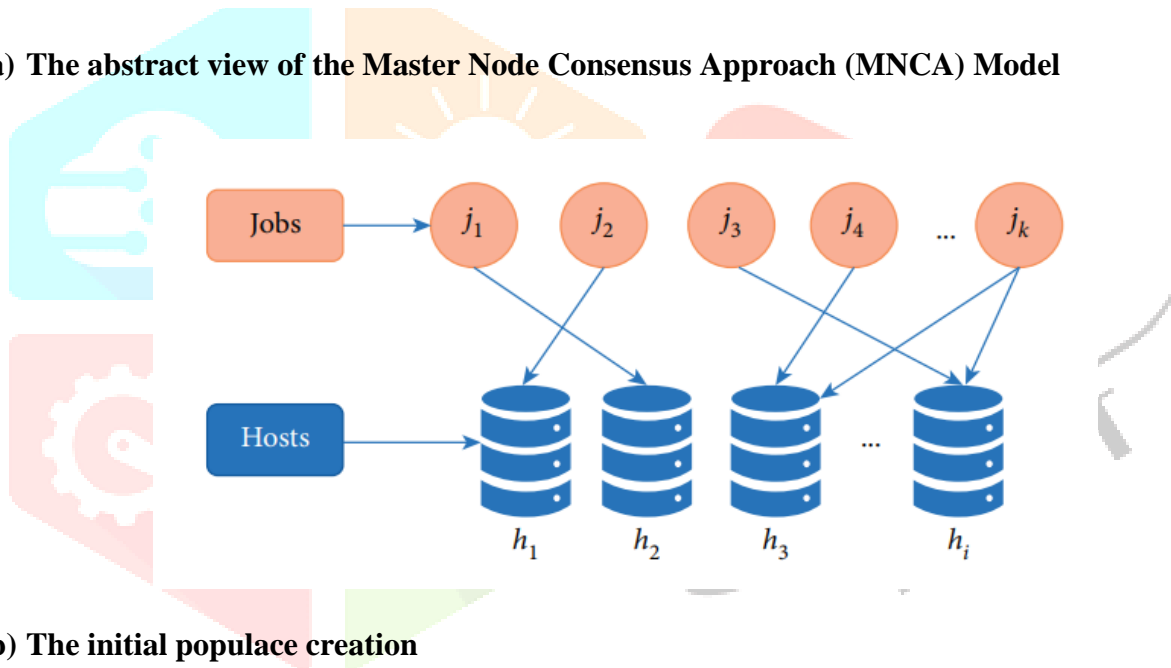 ) The abstract view of the Master Node Consensus Approach (MNCA) Model
Jobs j₁ j₂ j₃ j₄ ... jₖ
Hosts ...
h₁ h₂ h₃ hᵢ
) The initial populace creation